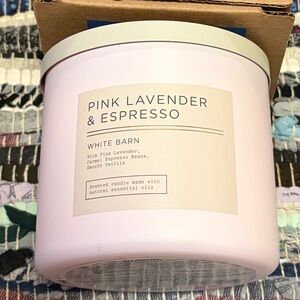 PINK LAVENDER
& ESPRESSO
WHITE BARN
Rich Pink Lavender,
Carmel Espresso Beans,
Smooth Vanilla
Scented candle made with
natural essential oils